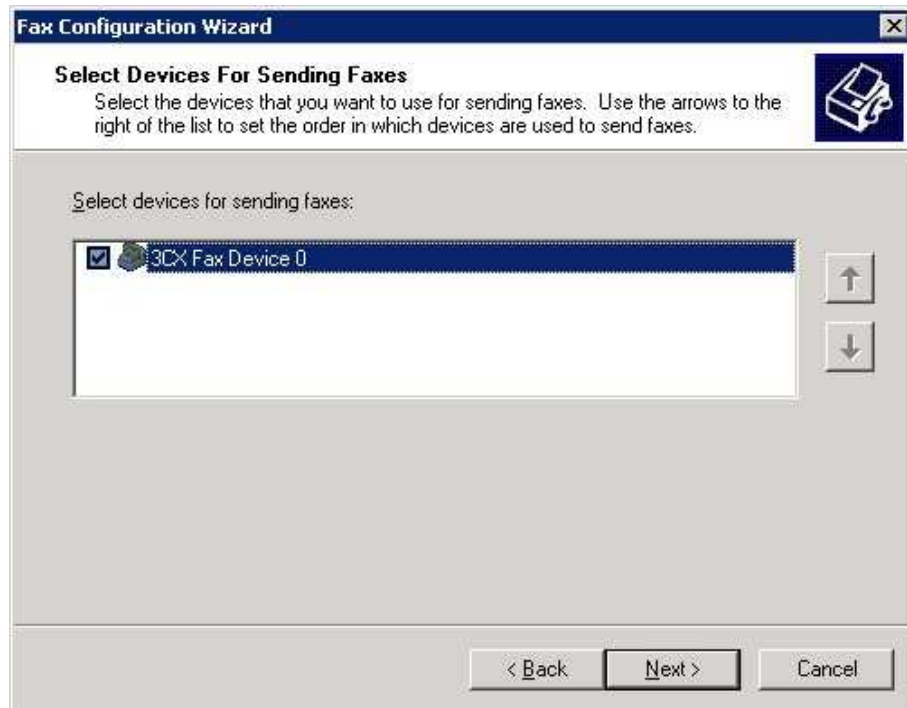 Fax Configuration Wizard
Select Devices For Sending Faxes
Select the devices that you want to use for sending faxes. Use the arrows to the
right of the list to set the order in which devices are used to send faxes.
Select devices for sending faxes:
3CX Fax Device 0
< Back Next > Cancel